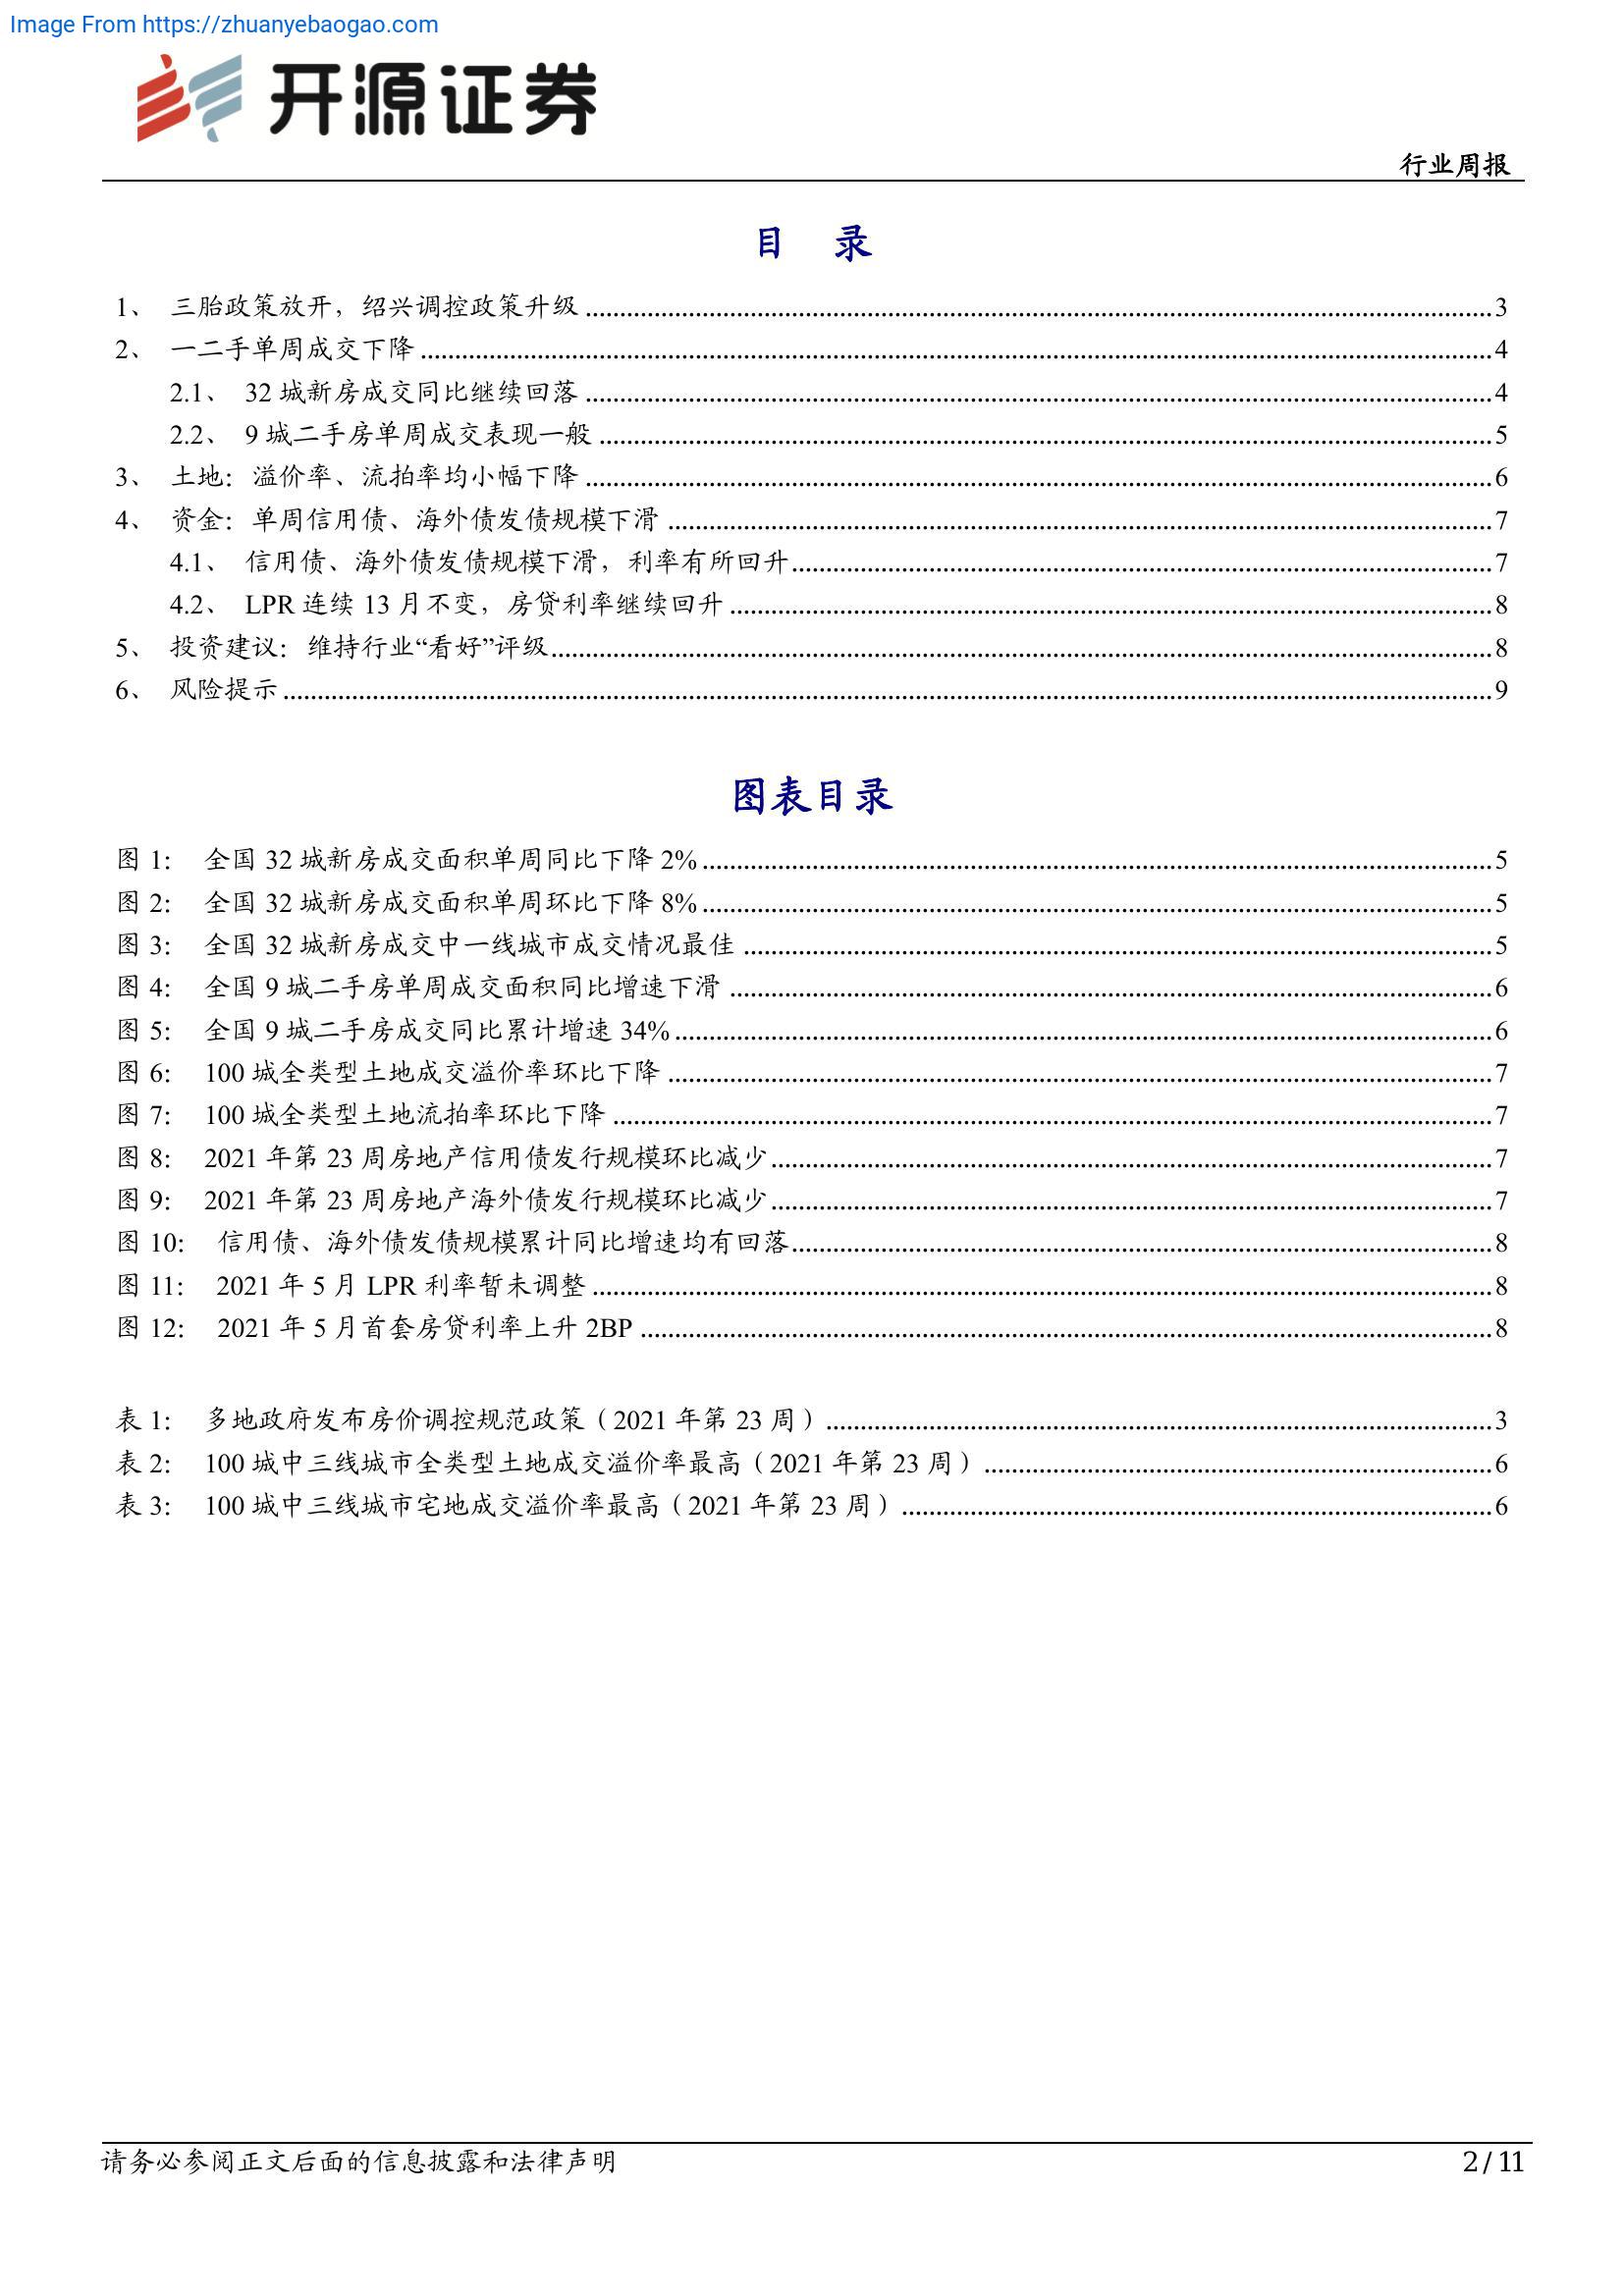 Image From https://zhuanyebaogao.com
开源证券
行业周报
目 录
1、 三胎政策放开，绍兴调控政策升级 3
2、 一二手单周成交下降 4
2.1、 32 城新房成交同比继续回落 4
2.2、 9 城二手房单周成交表现一般 5
3、 土地：溢价率、流拍率均小幅下降 6
4、 资金：单周信用债、海外债发债规模下滑 7
4.1、 信用债、海外债发债规模下滑，利率有所回升 7
4.2、 LPR 连续 13 月不变，房贷利率继续回升 8
5、 投资建议：维持行业“看好”评级 8
6、 风险提示 9
图表目录
图 1： 全国 32 城新房成交面积单周同比下降 2% 5
图 2： 全国 32 城新房成交面积单周环比下降 8% 5
图 3： 全国 32 城新房成交中一线城市成交情况最佳 5
图 4： 全国 9 城二手房单周成交面积同比增速下滑 6
图 5： 全国 9 城二手房成交同比累计增速 34% 6
图 6： 100 城全类型土地成交溢价率环比下降 7
图 7： 100 城全类型土地流拍率环比下降 7
图 8： 2021 年第 23 周房地产信用债发行规模环比减少 7
图 9： 2021 年第 23 周房地产海外债发行规模环比减少 7
图 10： 信用债、海外债发债规模累计同比增速均有回落 8
图 11： 2021 年 5 月 LPR 利率暂未调整 8
图 12： 2021 年 5 月首套房贷利率上升 2BP 8
表 1： 多地政府发布房价调控规范政策（2021 年第 23 周） 3
表 2： 100 城中三线城市全类型土地成交溢价率最高（2021 年第 23 周） 6
表 3： 100 城中三线城市宅地成交溢价率最高（2021 年第 23 周） 6
请务必参阅正文后面的信息披露和法律声明
2 / 11